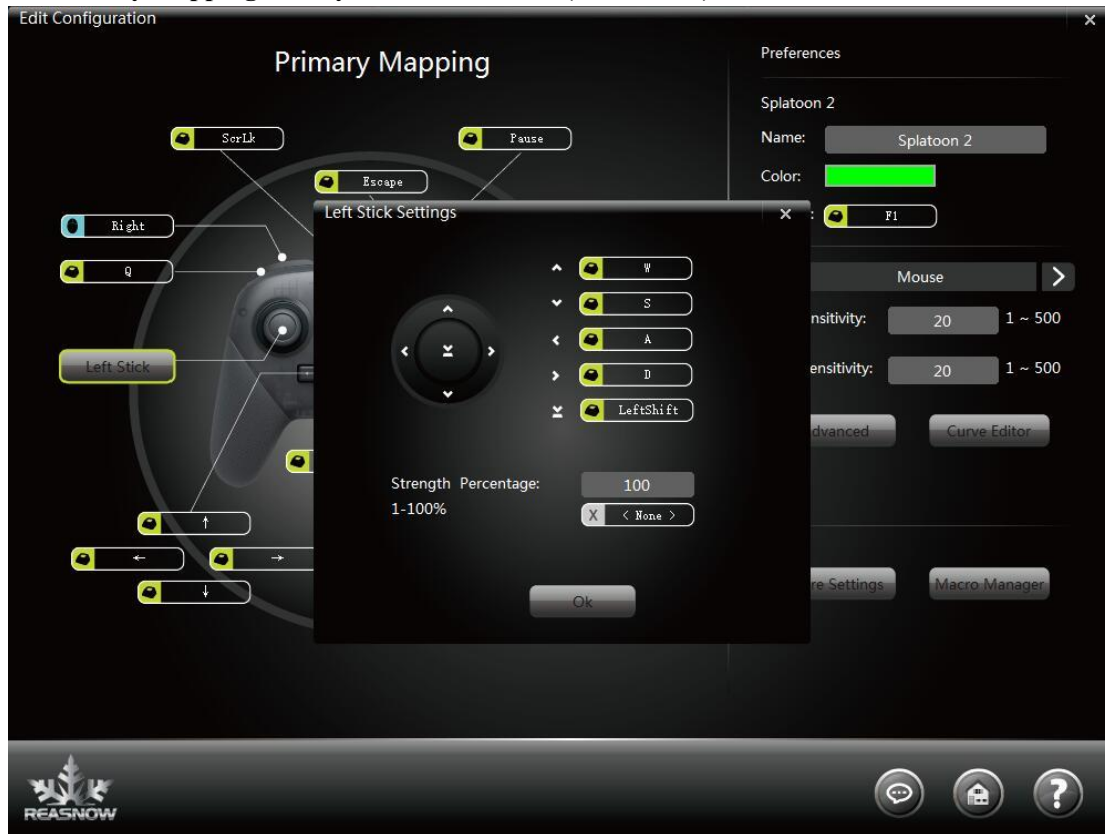 Edit Configuration
Primary Mapping
ScrLk
Pause
Escape
Right
Q
Left Stick
↑
←
→
↓
Left Stick Settings
W
S
A
D
LeftShift
Strength Percentage:
100
1-100%
X < None >
Ok
Preferences
Splatoon 2
Name: Splatoon 2
Color:
: F1
Mouse
nsitivity: 20 1 ~ 500
ensitivity: 20 1 ~ 500
dvanced
Curve Editor
re Settings
Macro Manager
REASNOW
?